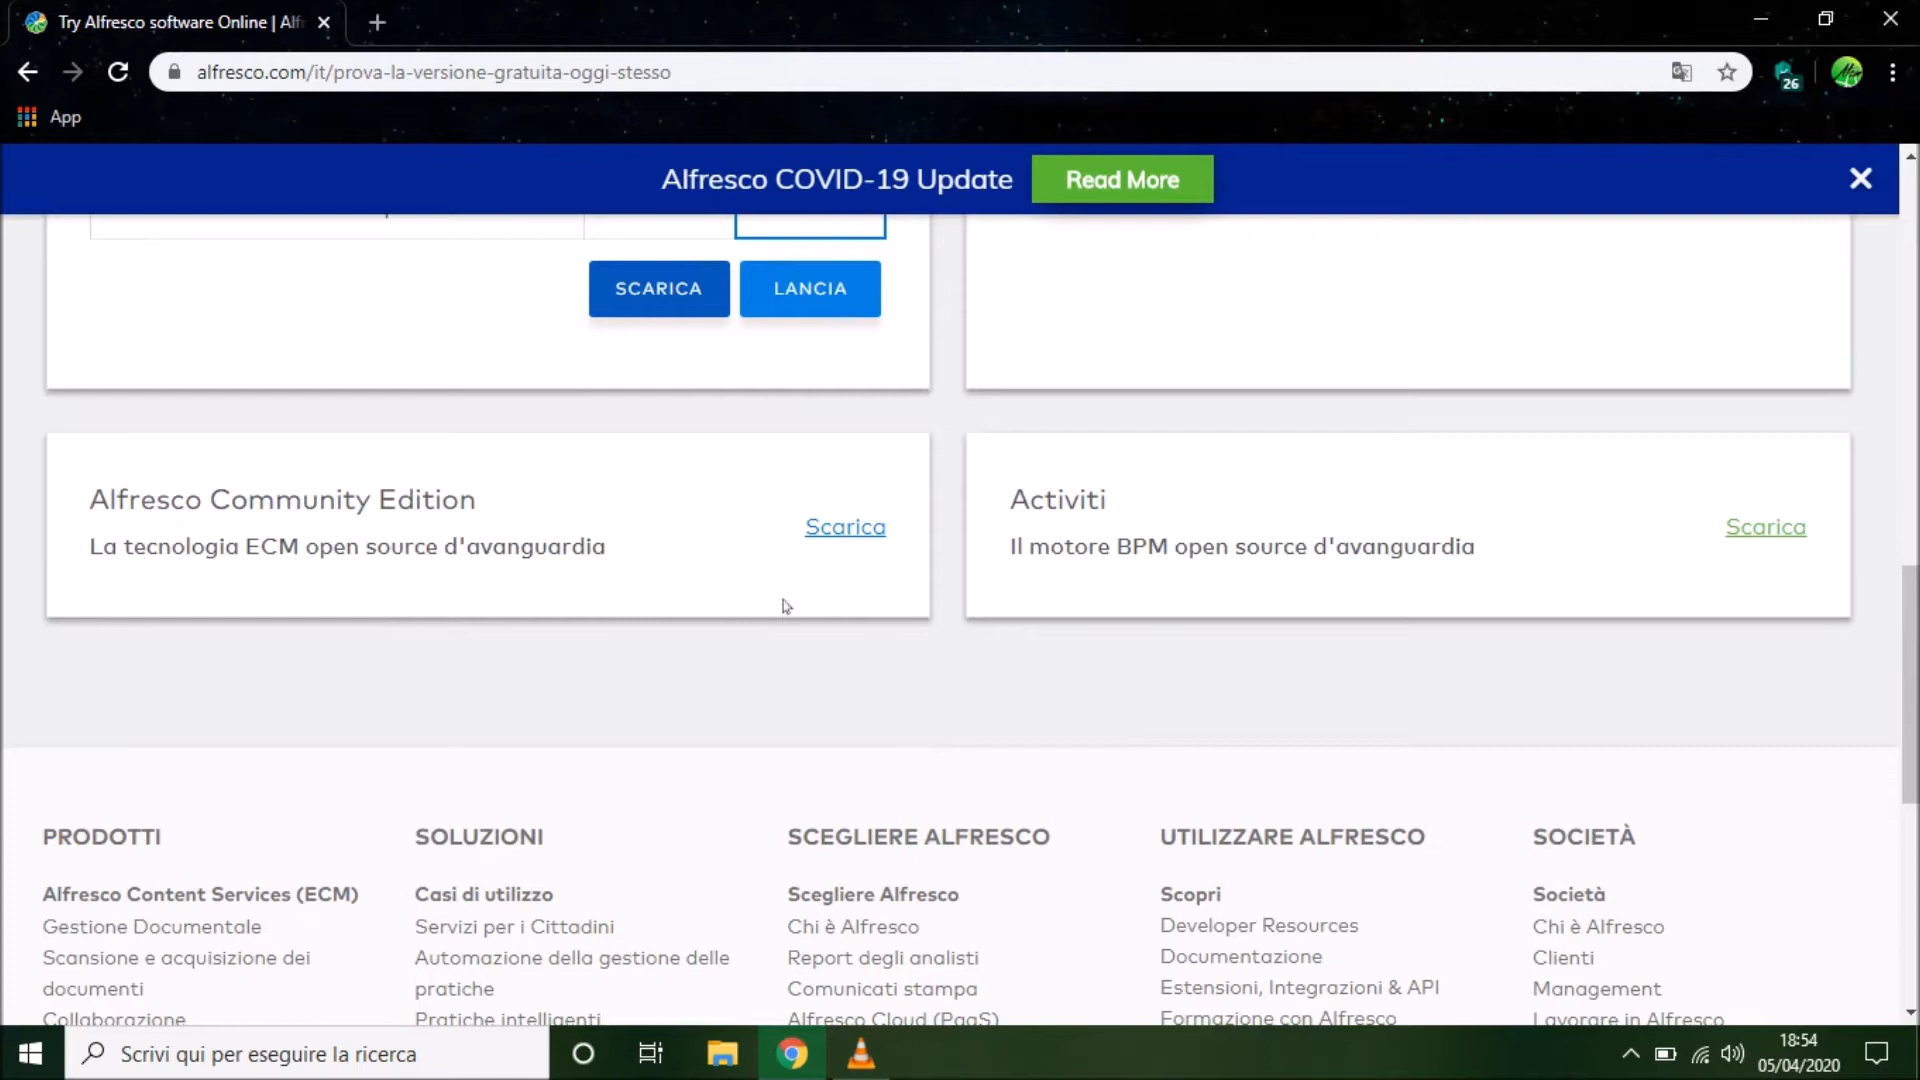 Try Alfresco software Online | Alf
alfresco.com/it/prova-la-versione-gratuita-oggi-stesso
26
App
Alfresco COVID-19 Update
Read More
SCARICA
LANCIA
Alfresco Community Edition
La tecnologia ECM open source d'avanguardia
Scarica
Activiti
Il motore BPM open source d'avanguardia
Scarica
PRODOTTI
Alfresco Content Services (ECM)
Gestione Documentale
Scansione e acquisizione dei
documenti
Collaborazione
SOLUZIONI
Casi di utilizzo
Servizi per i Cittadini
Automazione della gestione delle
pratiche
Pratiche intelligenti
SCEGLIERE ALFRESCO
Scegliere Alfresco
Chi è Alfresco
Report degli analisti
Comunicati stampa
Alfresco Cloud (PaaS)
UTILIZZARE ALFRESCO
Scopri
Developer Resources
Documentazione
Estensioni, Integrazioni & API
Formazione con Alfresco
SOCIETÀ
Società
Chi è Alfresco
Clienti
Management
Lavorare in Alfresco
Scrivi qui per eseguire la ricerca
18:54
05/04/2020